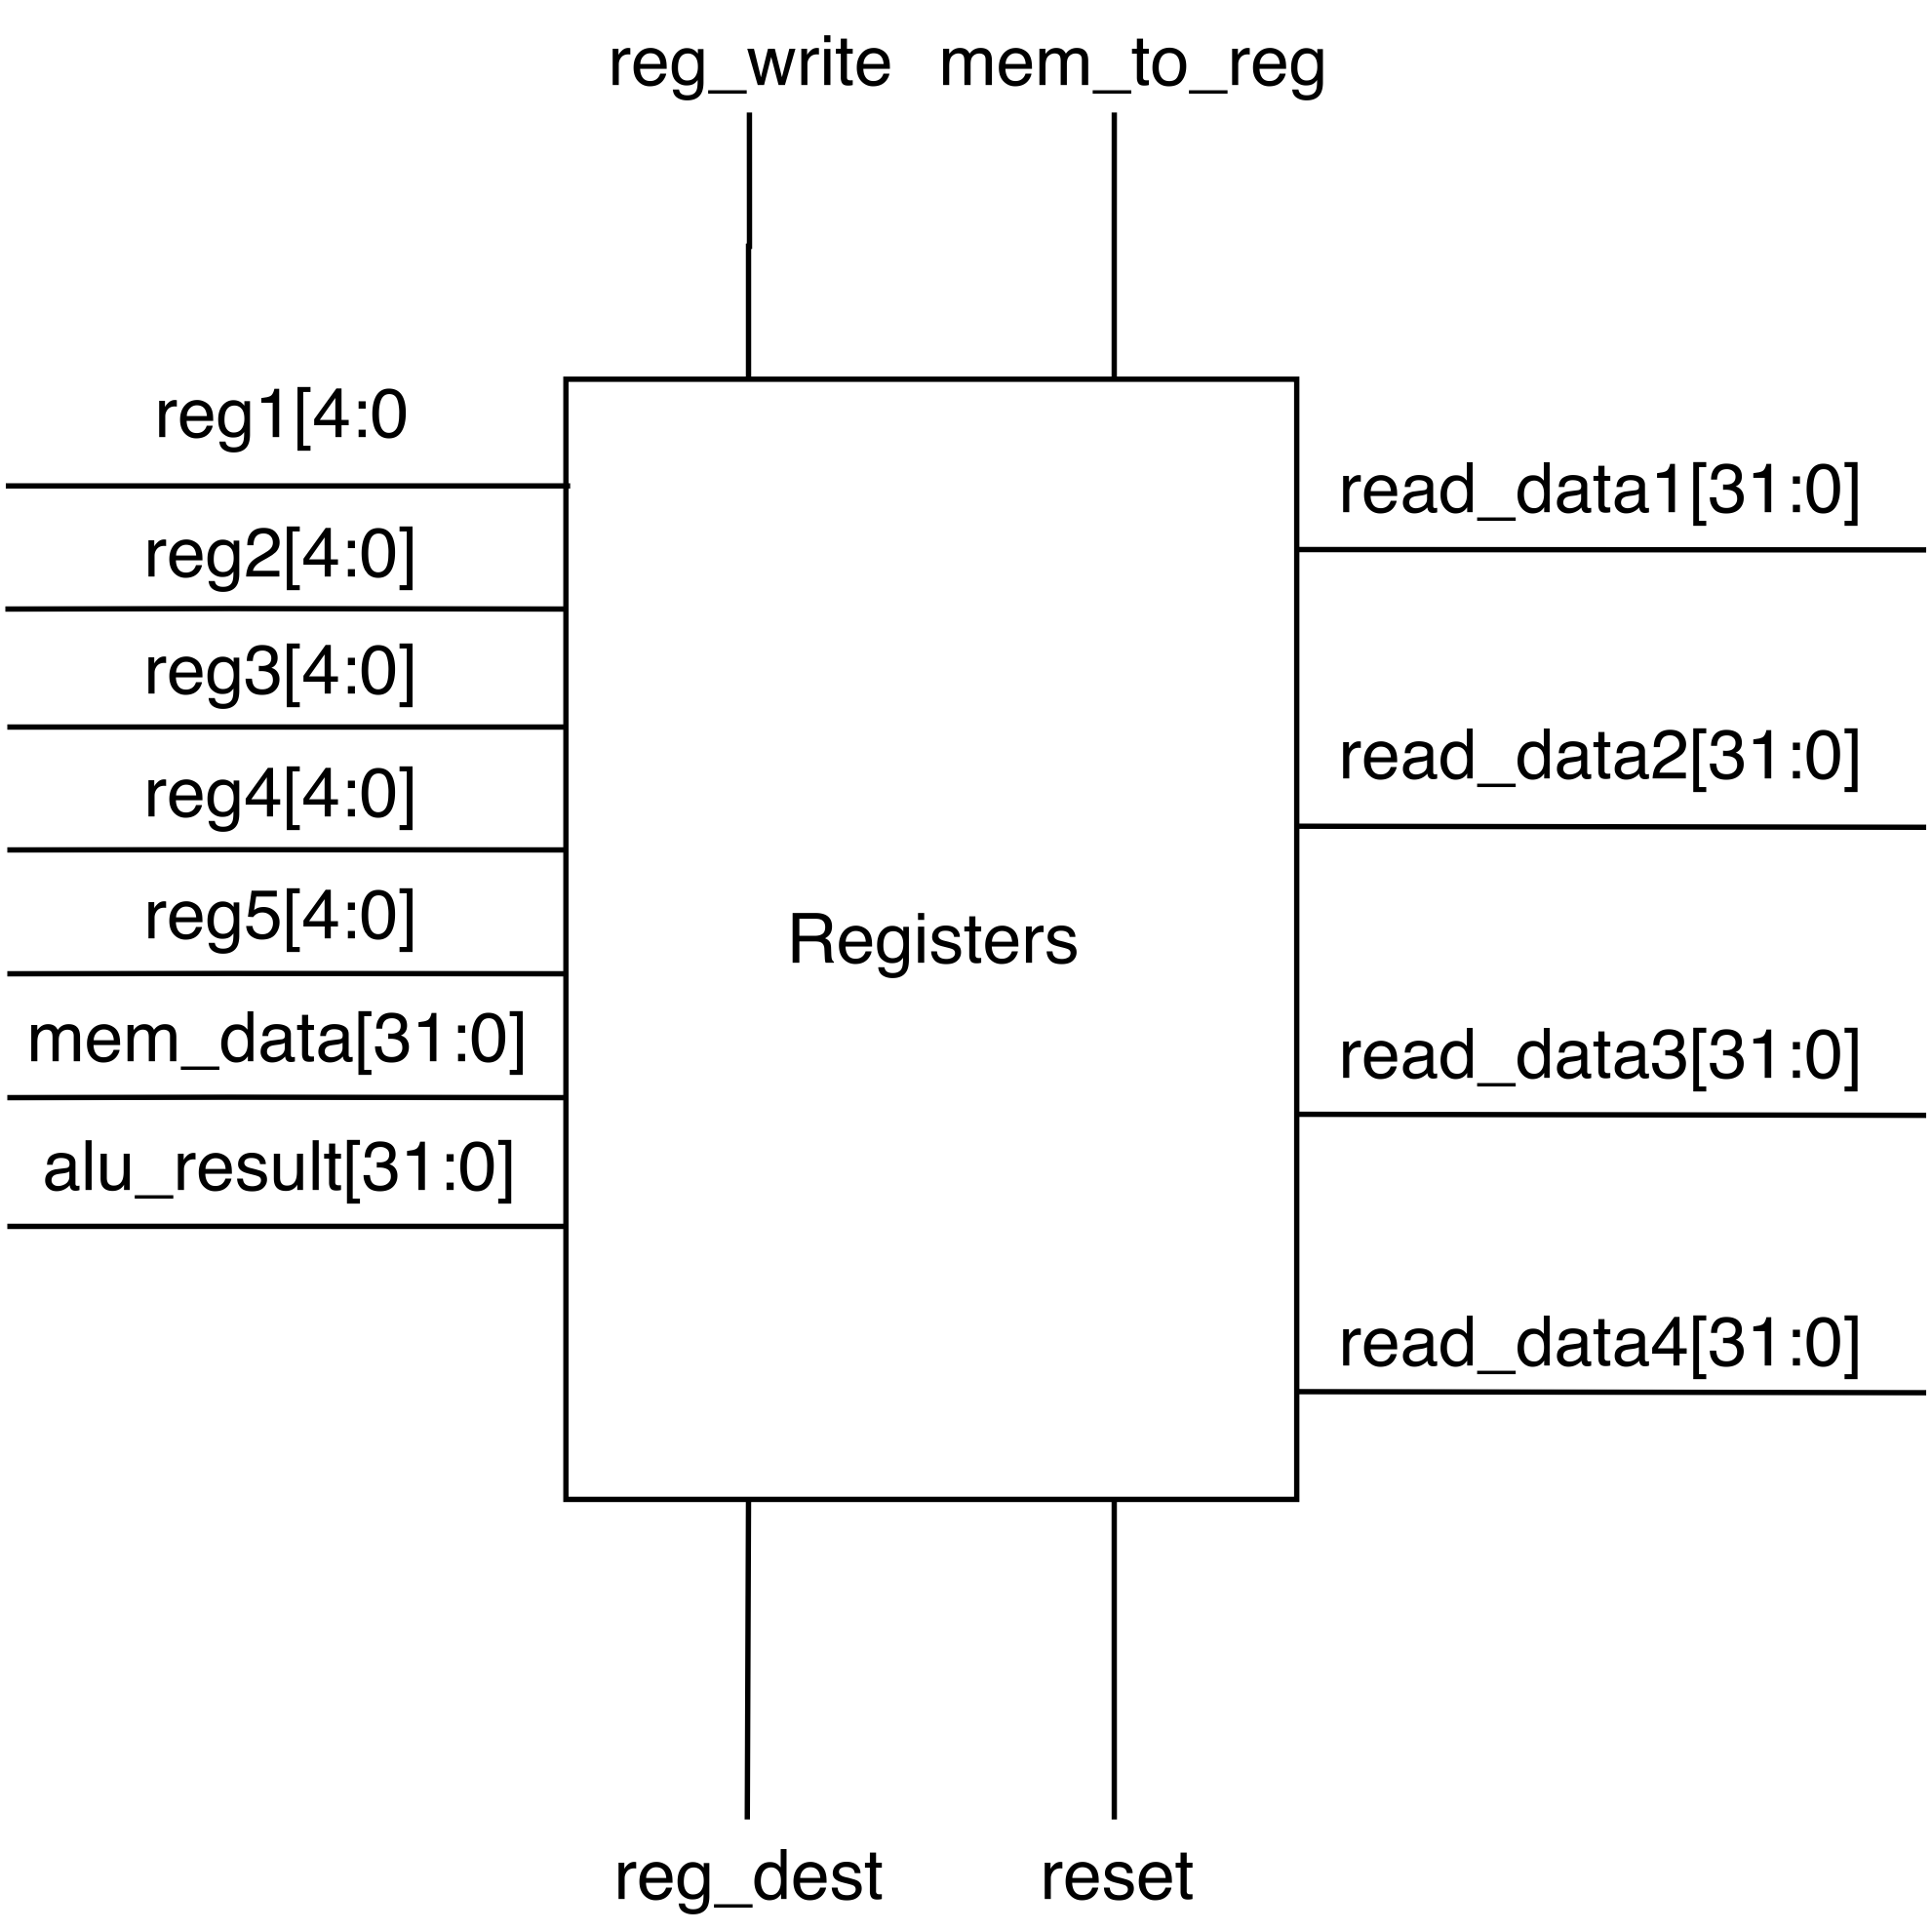 reg_write mem_to_reg
reg1[4:0
read_data1[31:0]
reg2[4:0]
reg3[4:0]
read_data2[31:0]
reg4[4:0]
reg5[4:0]
Registers
mem_data[31:0]
read_data3[31:0]
alu_result[31:0]
read_data4[31:0]
reg_dest reset